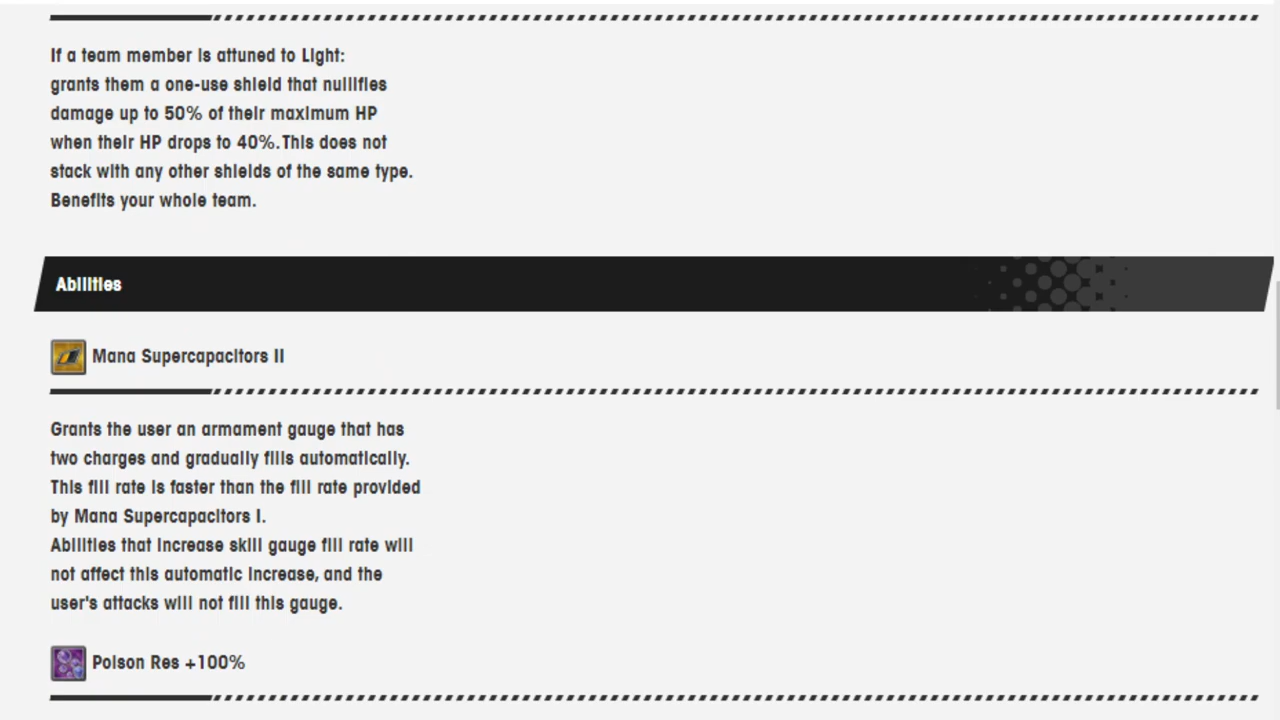 If a team member is attuned to Light:
grants them a one-use shield that nullifies
damage up to 50% of their maximum HP
when their HP drops to 40%.This does not
stack with any other shields of the same type.
Benefits your whole team.
Abilities
Mana Supercapacitors II
Grants the user an armament gauge that has
two charges and gradually fills automatically.
This fill rate is faster than the fill rate provided
by Mana Supercapacitors I.
Abilities that increase skill gauge fill rate will
not affect this automatic increase, and the
user's attacks will not fill this gauge.
Poison Res +100%